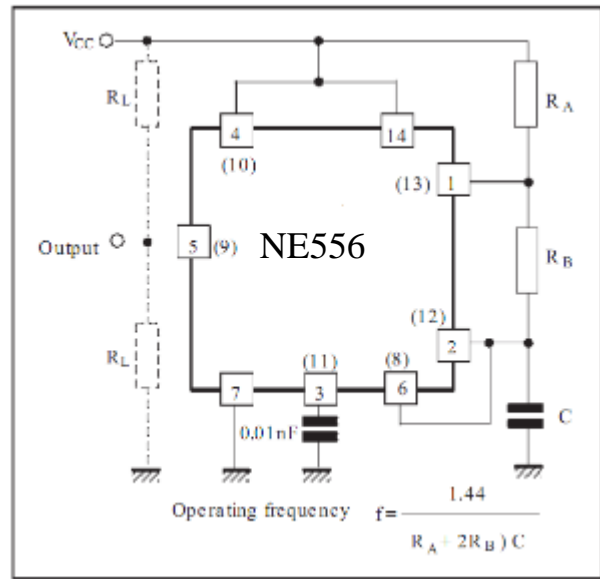 VCC
RL
RA
4
14
(10)
(13)
1
Output
5
(9)
NE556
RB
(12)
2
RL
(11)
(8)
7
3
6
0.01nF
C
Operating frequency f= 1.44
RA + 2RB ) C